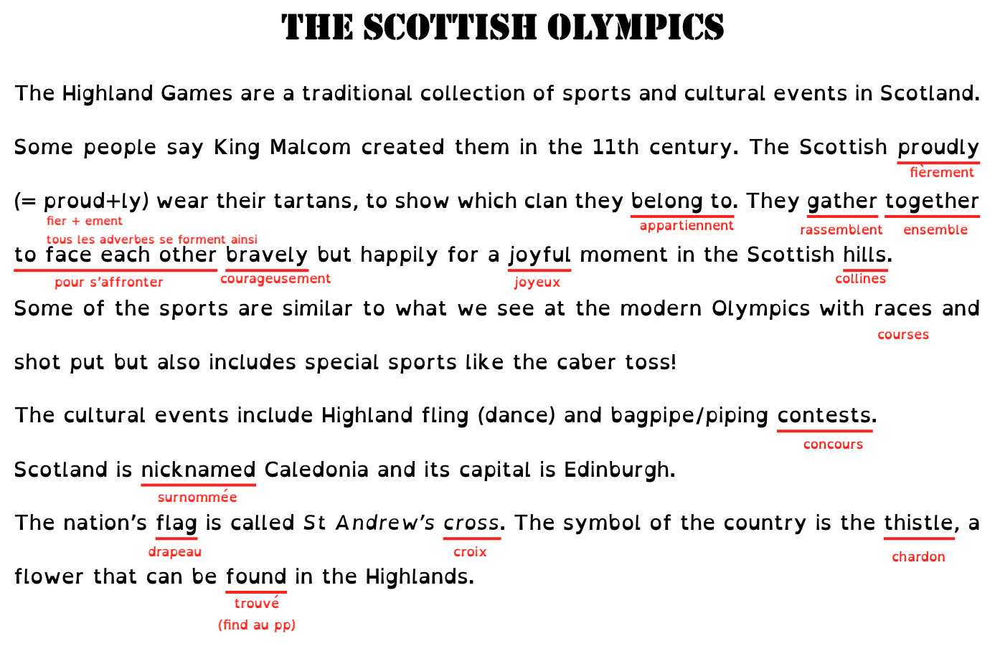 THE SCOTTISH OLYMPICS
The Highland Games are a traditional collection of sports and cultural events in Scotland.
Some people say King Malcom created them in the 11th century. The Scottish proudly
fièrement
(= proud+ly) wear their tartans, to show which clan they belong to. They gather together
fier + ement
appartiennent
rassemblent
ensemble
tous les adverbes se forment ainsi
to face each other bravely but happily for a joyful moment in the Scottish hills.
pour s'affronter
courageusement
joyeux
collines
Some of the sports are similar to what we see at the modern Olympics with races and
courses
shot put but also includes special sports like the caber toss!
The cultural events include Highland fling (dance) and bagpipe/piping contests.
concours
Scotland is nicknamed Caledonia and its capital is Edinburgh.
surnommée
The nation's flag is called St Andrew's cross. The symbol of the country is the thistle, a
drapeau
croix
chardon
flower that can be found in the Highlands.
trouvé
(find au pp)